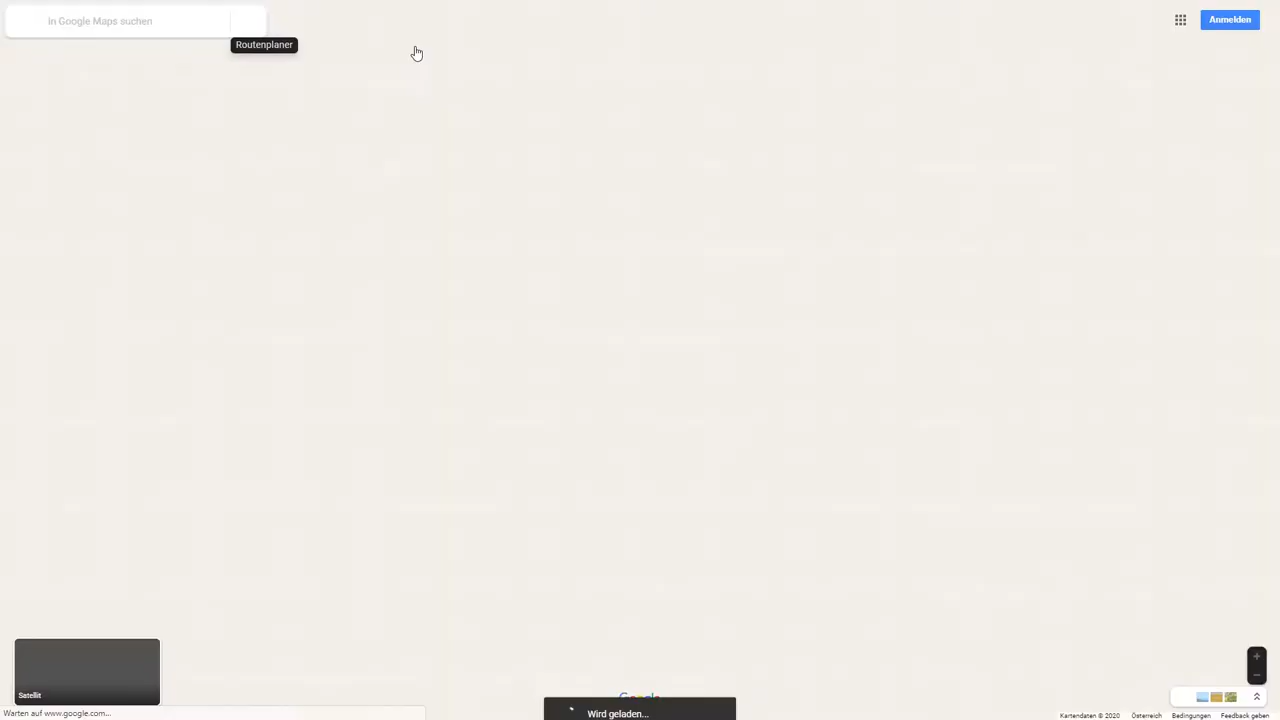 in Google Maps suchen
Anmelden
Routenplaner
Satellit
Google
Warten auf www.google.com...
Wird geladen...
Kartendaten © 2020 Österreich Bedingungen Feedback geben